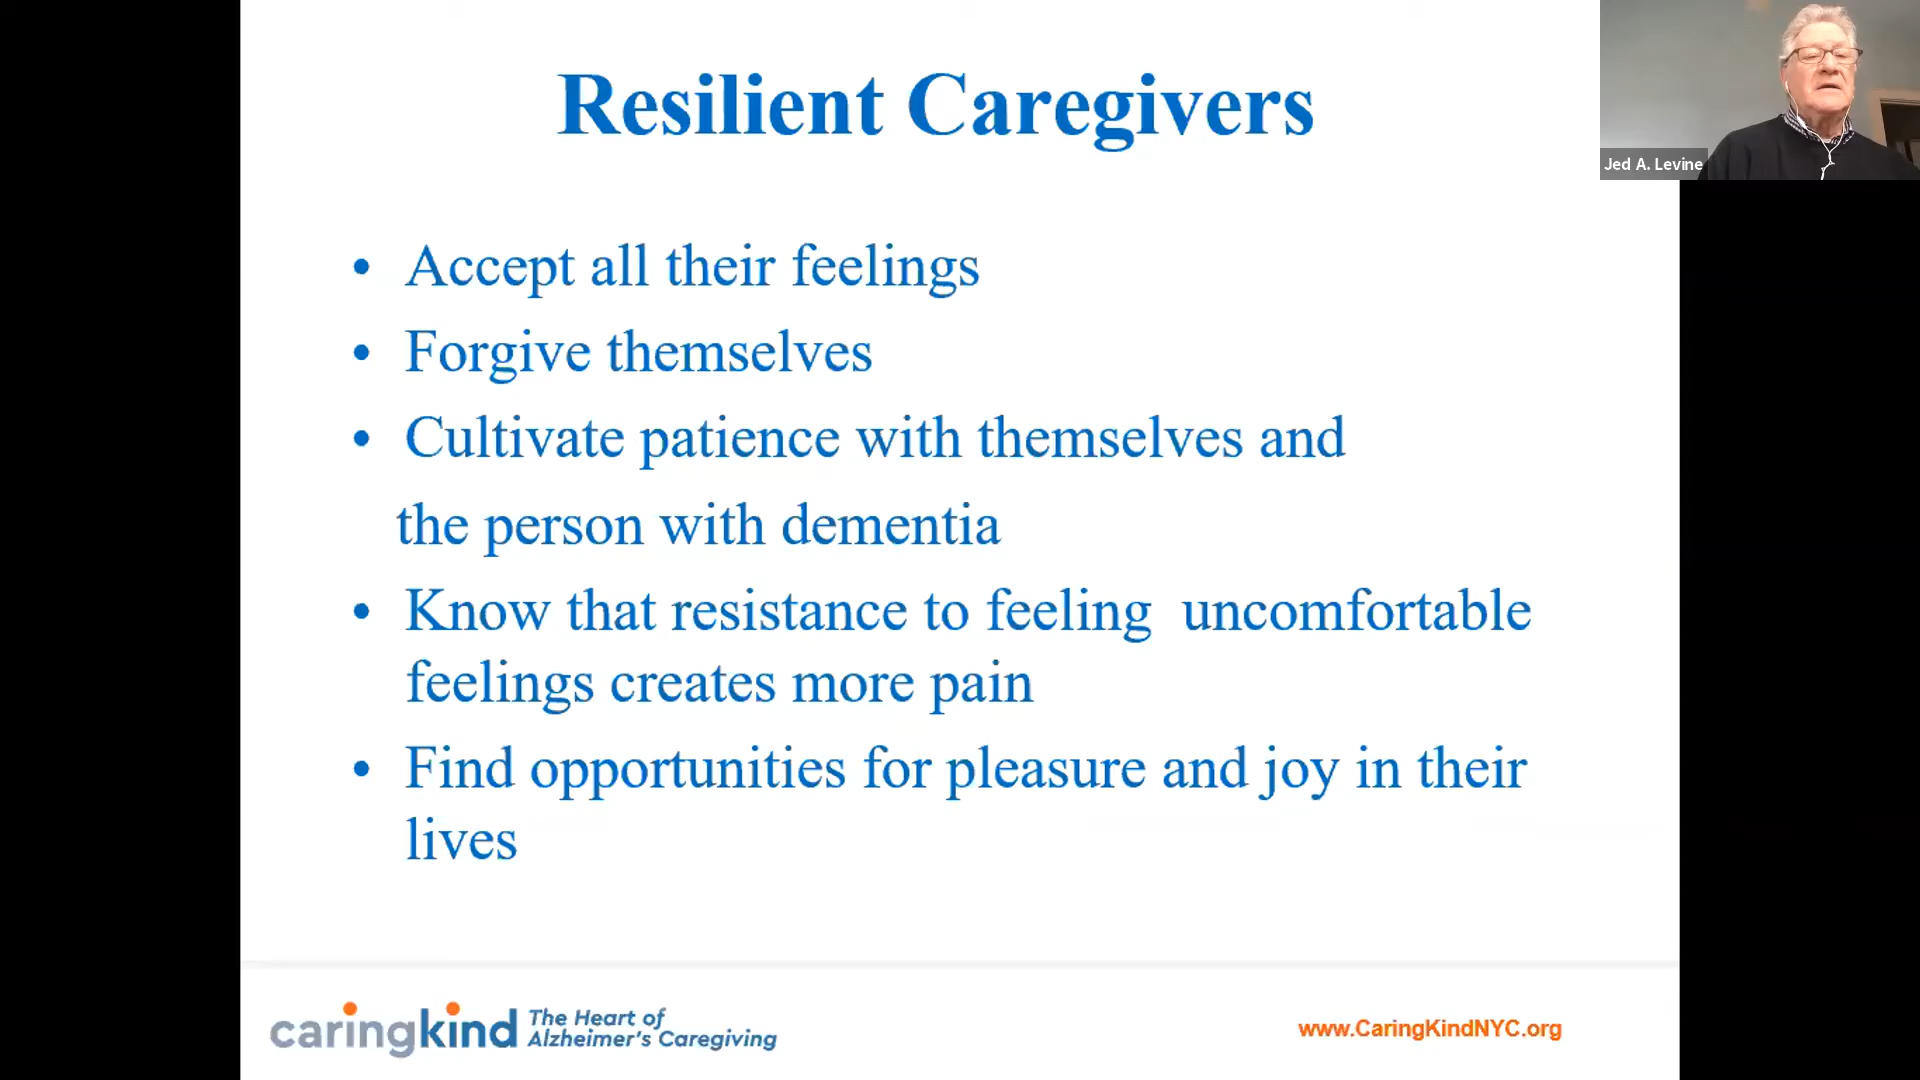 Resilient Caregivers
Jed A. Levine
• Accept all their feelings
• Forgive themselves
• Cultivate patience with themselves and
the person with dementia
• Know that resistance to feeling  uncomfortable
feelings creates more pain
• Find opportunities for pleasure and joy in their
lives
caringkind The Heart of
Alzheimer's Caregiving
www.CaringKindNYC.org